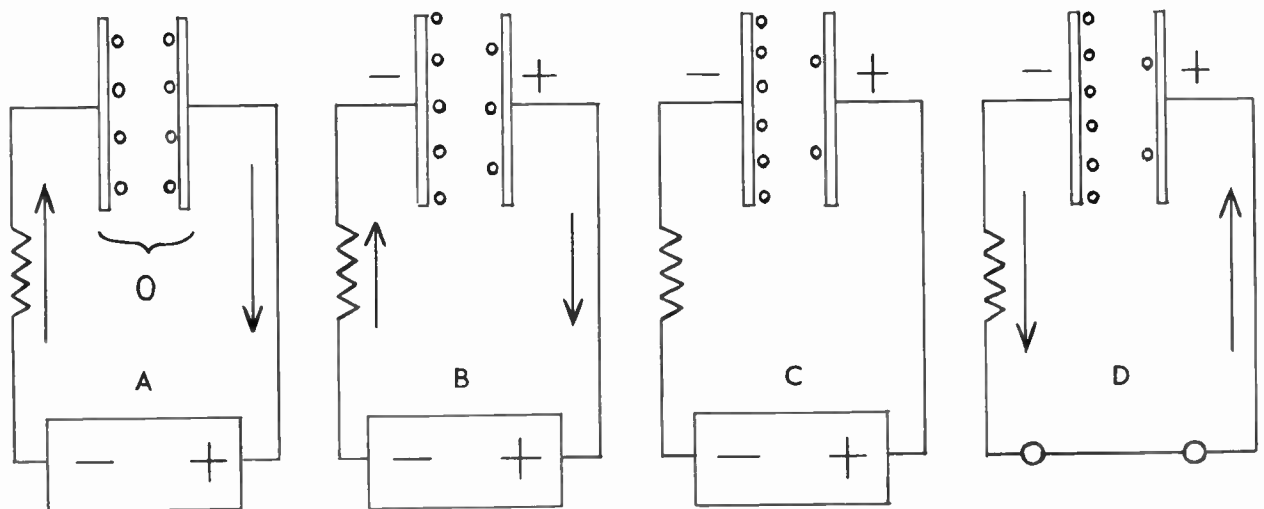 − + − + − +
0
A B C D
− + − + − +